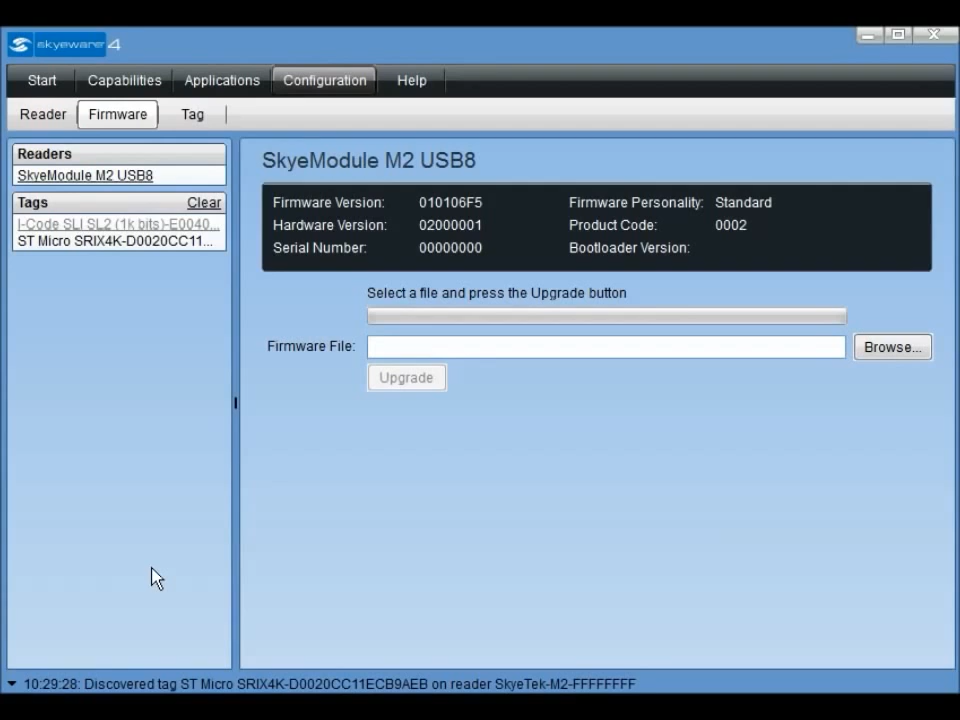 skyeware 4
Start Capabilities Applications Configuration Help
Reader Firmware Tag
Readers
SkyeModule M2 USB8
Tags Clear
I-Code SLI SL2 (1k bits)-E0040...
ST Micro SRIX4K-D0020CC11...
SkyeModule M2 USB8
Firmware Version: 010106F5 Firmware Personality: Standard
Hardware Version: 02000001 Product Code: 0002
Serial Number: 00000000 Bootloader Version:
Select a file and press the Upgrade button
Firmware File: Browse...
Upgrade
10:29:28: Discovered tag ST Micro SRIX4K-D0020CC11ECB9AEB on reader SkyeTek-M2-FFFFFFFF